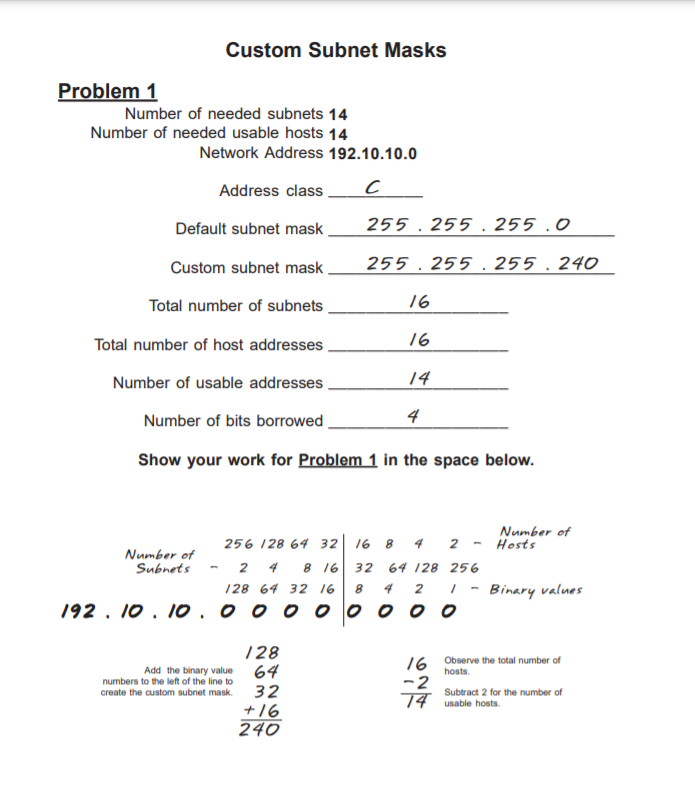 Custom Subnet Masks
Problem 1
Number of needed subnets 14
Number of needed usable hosts 14
Network Address 192.10.10.0
Address class C
Default subnet mask 255 . 255 . 255 . 0
Custom subnet mask 255 . 255 . 255 . 240
Total number of subnets 16
Total number of host addresses 16
Number of usable addresses 14
Number of bits borrowed 4
Show your work for Problem 1 in the space below.
256 128 64 32 16 8 4 2 - Number of
Hosts
Number of
Subnets - 2 4 8 16 32 64 128 256
128 64 32 16 8 4 2 1 - Binary values
192 . 10 . 10 . 0 0 0 0 0 0 0 0
Add the binary value
numbers to the left of the line to
create the custom subnet mask.
128
64
32
+16
240
16
-2
14
Observe the total number of
hosts.
Subtract 2 for the number of
usable hosts.